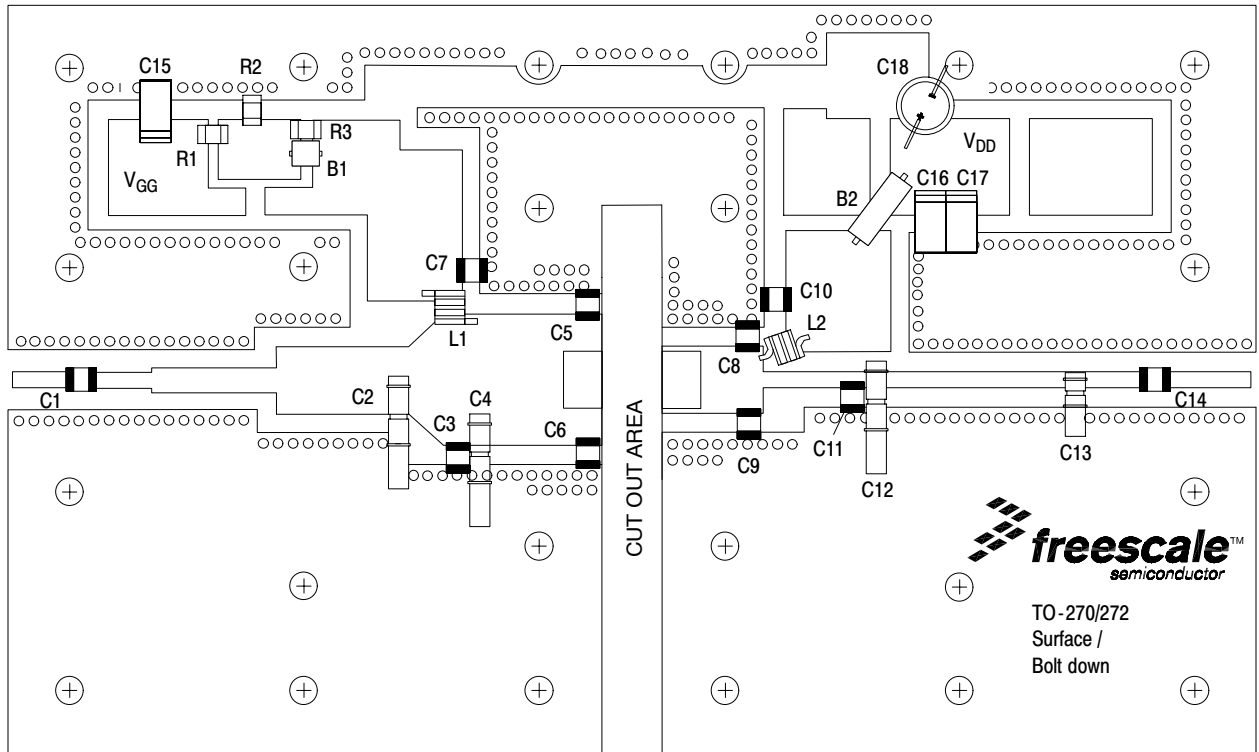 C15
R2
C18
R1
R3
B1
VGG
VDD
C16 C17
B2
C7
C10
L2
L1
C5
C8
C1
C2
C4
C3
C6
C9
C11
C12
C13
C14
CUT OUT AREA
freescale™
semiconductor
TO-270/272
Surface /
Bolt down